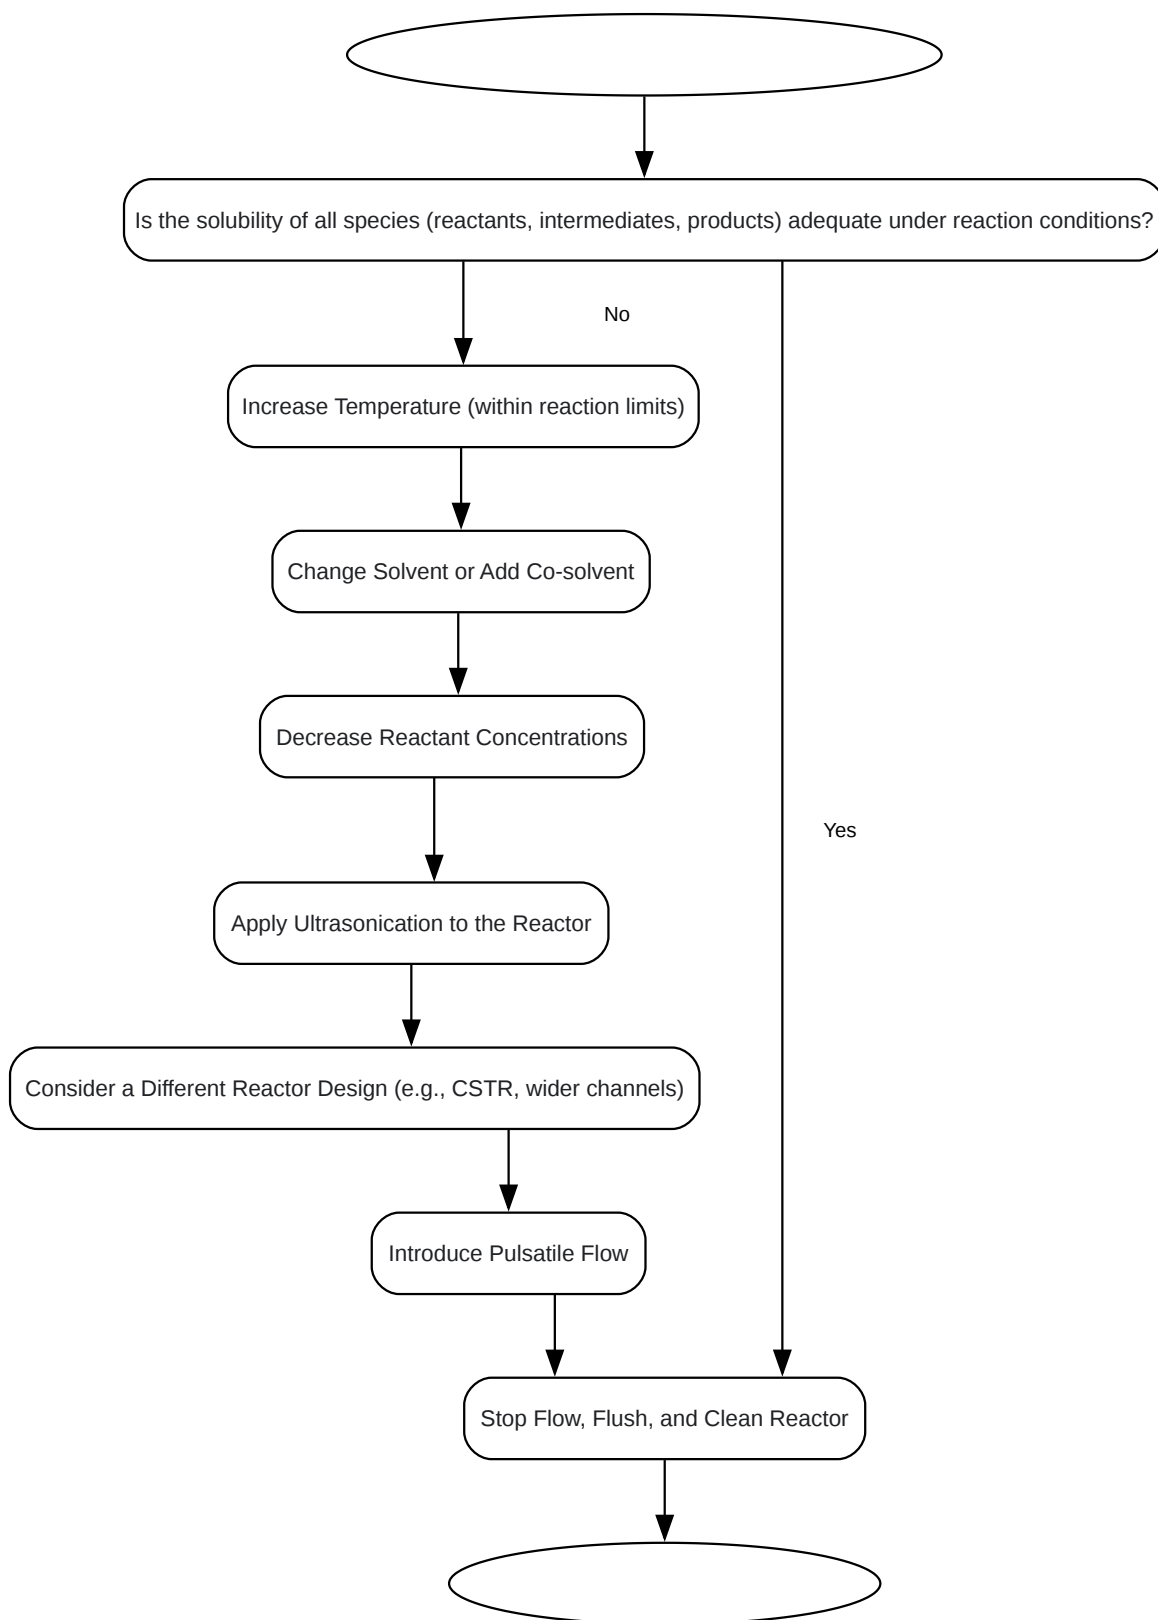 Is the solubility of all species (reactants, intermediates, products) adequate under reaction conditions?
No
Increase Temperature (within reaction limits)
Change Solvent or Add Co-solvent
Decrease Reactant Concentrations
Yes
Apply Ultrasonication to the Reactor
Consider a Different Reactor Design (e.g., CSTR, wider channels)
Introduce Pulsatile Flow
Stop Flow, Flush, and Clean Reactor